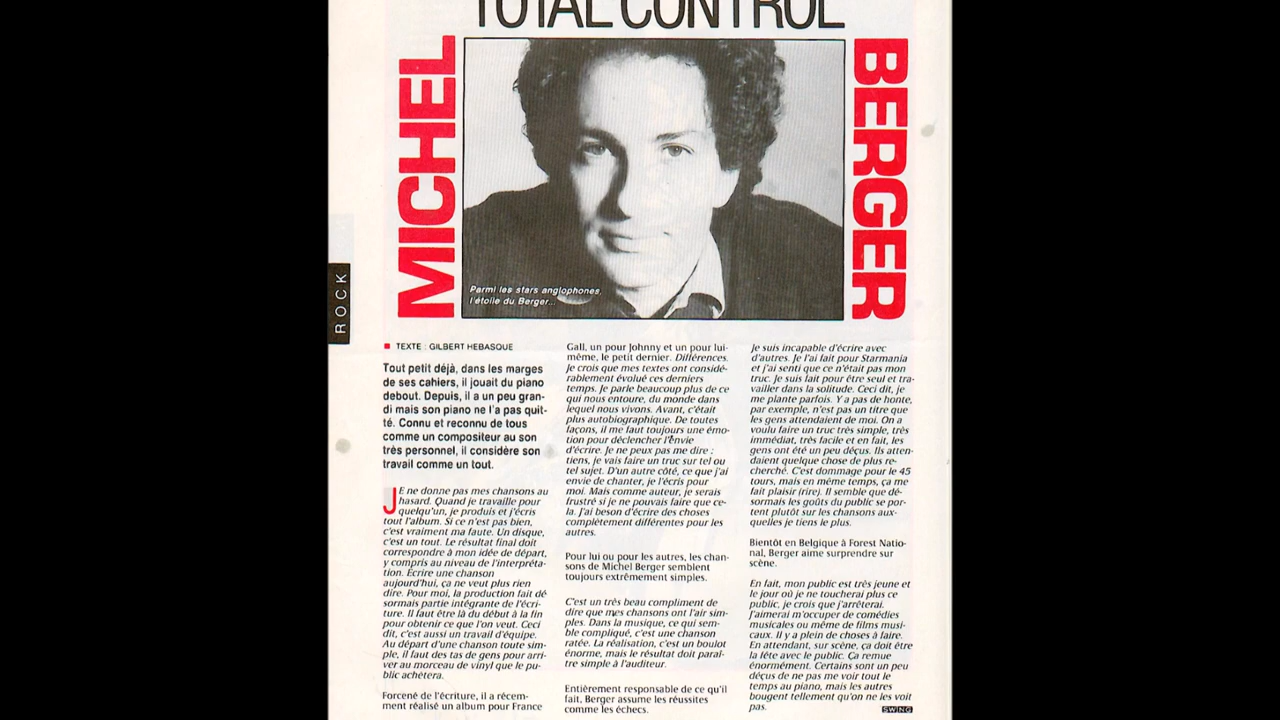 TOTAL CONTROL
MICHEL
BERGER
Parmi les stars anglophones,
l'étoile du Berger...
ROCK
TEXTE : GILBERT HEBASQUE
Tout petit déjà, dans les marges
de ses cahiers, il jouait du piano
debout. Depuis, il a un peu gran-
di mais son piano ne l'a pas quit-
té. Connu et reconnu de tous
comme un compositeur au son
très personnel, il considère son
travail comme un tout.
JE ne donne pas mes chansons au
hasard. Quand je travaille pour
quelqu'un, je produis et j'écris
tout l'album. Si ce n'est pas bien,
c'est vraiment ma faute. Un disque,
c'est un tout. Le résultat final doit
correspondre à mon idée de départ,
y compris au niveau de l'interpréta-
tion. Ecrire une chanson
aujourd'hui, ça ne veut plus rien
dire. Pour moi, la production fait dé
sormais partie intégrante de l'écri-
ture. Il faut être là du début à la fin
pour obtenir ce que l'on veut. Ceci
dit, c'est aussi un travail d'équipe.
Au départ d'une chanson toute sim-
ple, il faut des tas de gens pour arri-
ver au morceau de vinyl que le pu-
blic achètera.
Forcené de l'écriture, il a récem-
ment réalisé un album pour France
Gall, un pour Johnny et un pour lui-
même, le petit dernier. Différences.
Je crois que mes textes ont considé-
rablement évolué ces derniers
temps. Je parle beaucoup plus de ce
qui nous entoure, du monde dans
lequel nous vivons. Avant, c'était
plus autobiographique. De toutes
façons, il me faut toujours une émo-
tion pour déclencher l'envie
d'écrire. Je ne peux pas me dire :
tiens, je vais faire un truc sur tel ou
tel sujet. D'un autre côté, ce que j'ai
envie de chanter, je l'écris pour
moi. Mais comme auteur, je serais
frustré si je ne pouvais faire que ce-
la. J'ai besoin d'écrire des choses
complètement différentes pour les
autres.
Pour lui ou pour les autres, les chan-
sons de Michel Berger semblent
toujours extrêmement simples.
C'est un très beau compliment de
dire que mes chansons ont l'air sim-
ples. Dans la musique, ce qui sem-
ble compliqué, c'est une chanson
ratée. La réalisation, c'est un boulot
énorme, mais le résultat doit paraî-
tre simple à l'auditeur.
Entièrement responsable de ce qu'il
fait, Berger assume les réussites
comme les échecs.
Je suis incapable d'écrire avec
d'autres. Je l'ai fait pour Starmania
et j'ai senti que ce n'était pas mon
truc. Je suis fait pour être seul et tra-
vailler dans la solitude. Ceci dit, je
me plante parfois. Y a pas de honte,
par exemple, n'est pas un titre que
les gens attendaient de moi. On a
voulu faire un truc très simple, très
immédiat, très facile et en fait, les
gens ont été un peu déçus. Ils atten-
daient quelque chose de plus re-
cherché. C'est dommage pour le 45
tours, mais en même temps, ça me
fait plaisir (rire). Il semble que dé-
sormais les goûts du public se por-
tent plutôt sur les chansons aux-
quelles je tiens le plus.
Bientôt en Belgique à Forest Natio-
nal, Berger aime surprendre sur
scène.
En fait, mon public est très jeune et
le jour où je ne toucherai plus ce
public, je crois que j'arrêterai.
J'aimerai m'occuper de comédies
musicales ou même de films musi-
caux. Il y a plein de choses à faire.
En attendant, sur scène, ça doit être
la fête avec le public. Ça remue
énormément. Certains sont un peu
déçus de ne pas me voir tout le
temps au piano, mais les autres
bougent tellement qu'on ne les voit
pas.
SWING